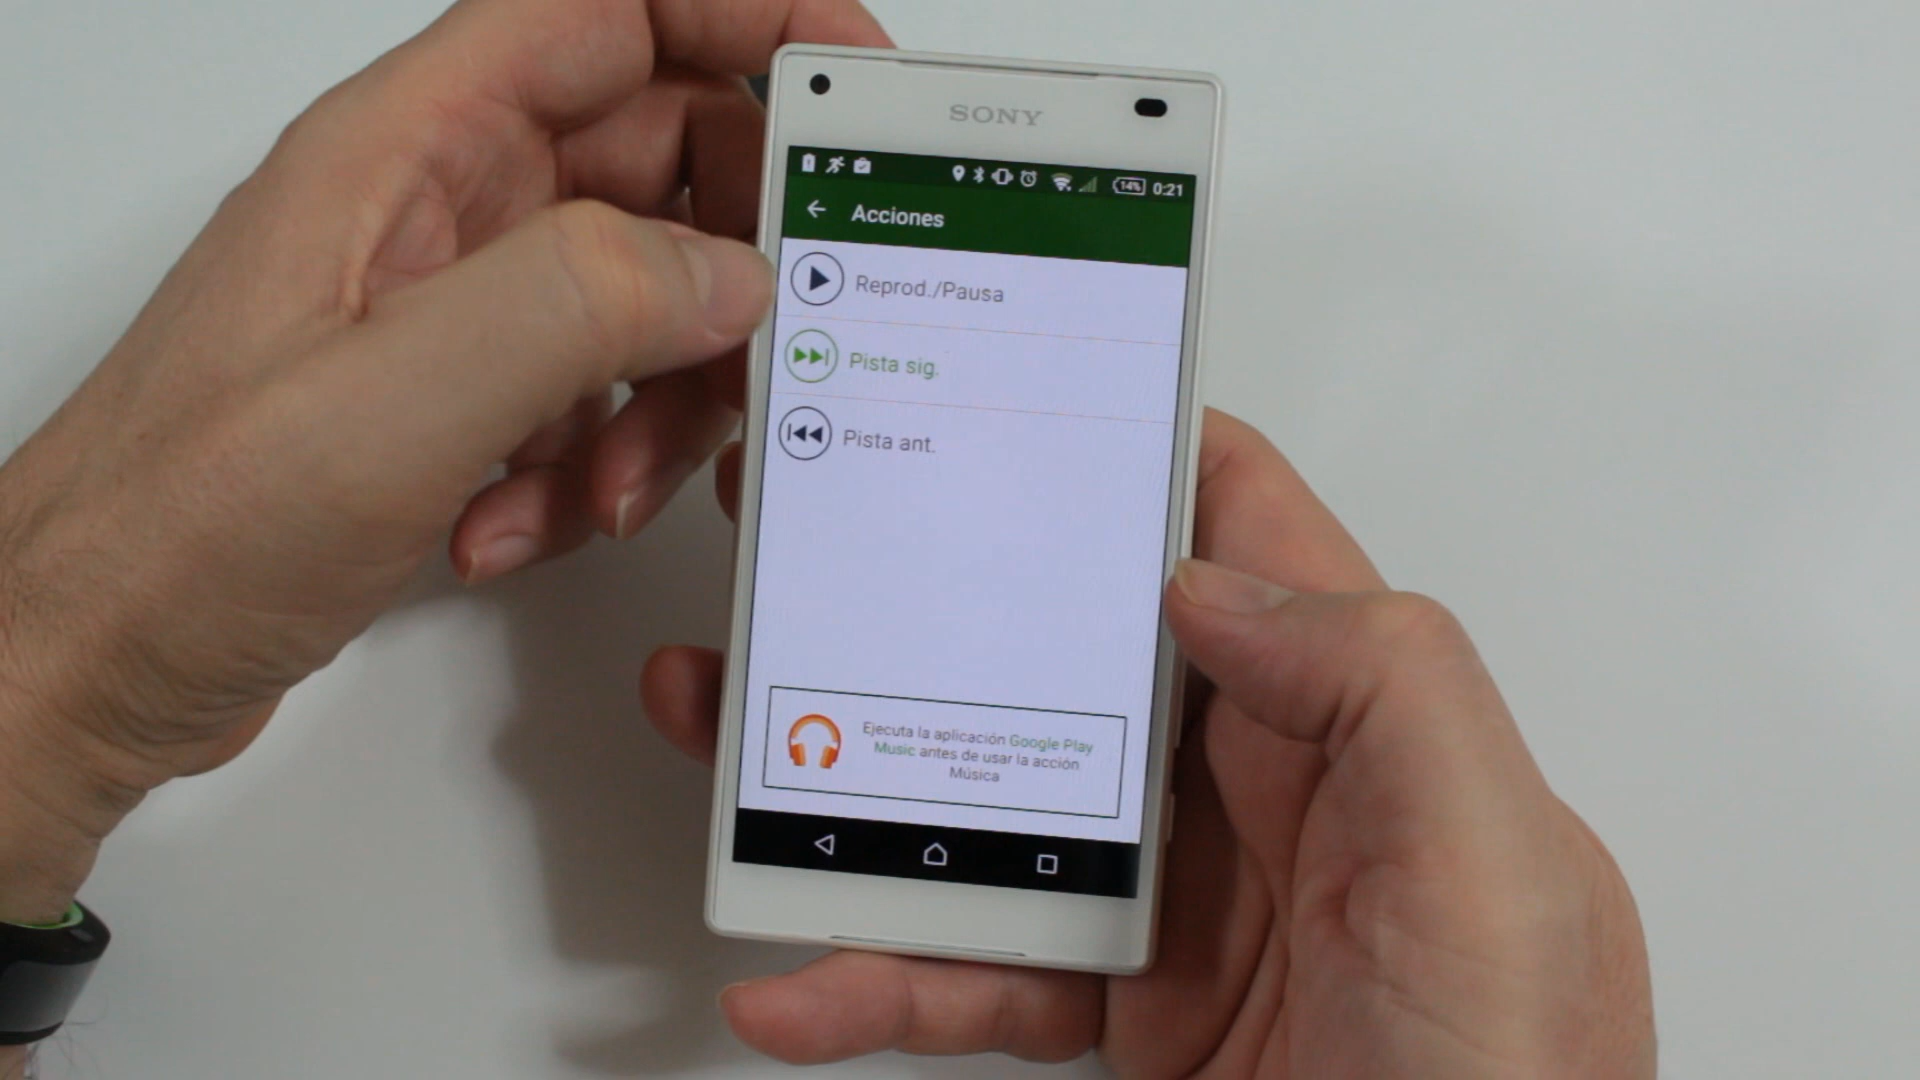 SONY
14% 0:21
Acciones
Reprod./Pausa
Pista sig.
Pista ant.
Ejecuta la aplicación Google Play
Music antes de usar la acción
Música